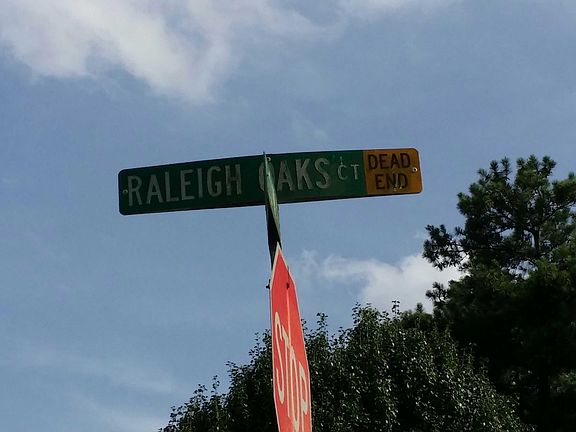 RALEIGH OAKS CT
DEAD
END
STOP